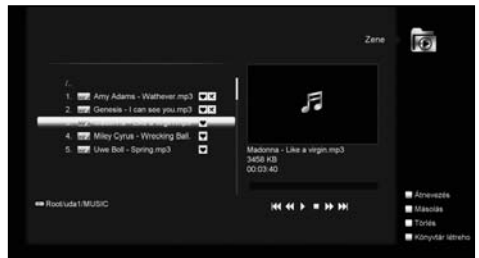 Zene
/..
1. Amy Adams - Wathever.mp3
2. Genesis - I can see you.mp3
4. Miley Cyrus - Wrecking Ball.
5. Uwe Boll - Spring.mp3
Madonna - Like a virgin.mp3
3458 KB
00:03:40
Root/uda1/MUSIC
Átnevezés
Másolás
Törlés
Könyvtár létreho